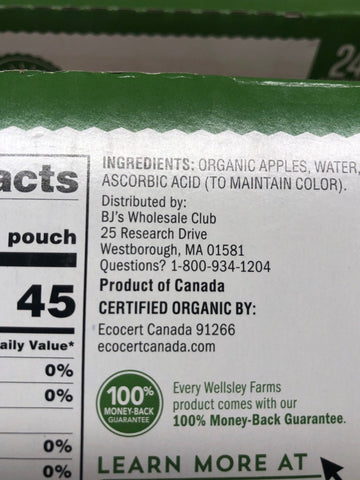 24
acts
INGREDIENTS: ORGANIC APPLES, WATER,
ASCORBIC ACID (TO MAINTAIN COLOR).
Distributed by:
BJ's Wholesale Club
pouch
25 Research Drive
Westborough, MA 01581
Questions? 1-800-934-1204
Product of Canada
45
CERTIFIED ORGANIC BY:
Ecocert Canada 91266
aily Value*
ecocertcanada.com
0%
0%
100%
MONEY-BACK
GUARANTEE
Every Wellsley Farms
product comes with our
100% Money-Back Guarantee.
0%
0%
LEARN MORE AT